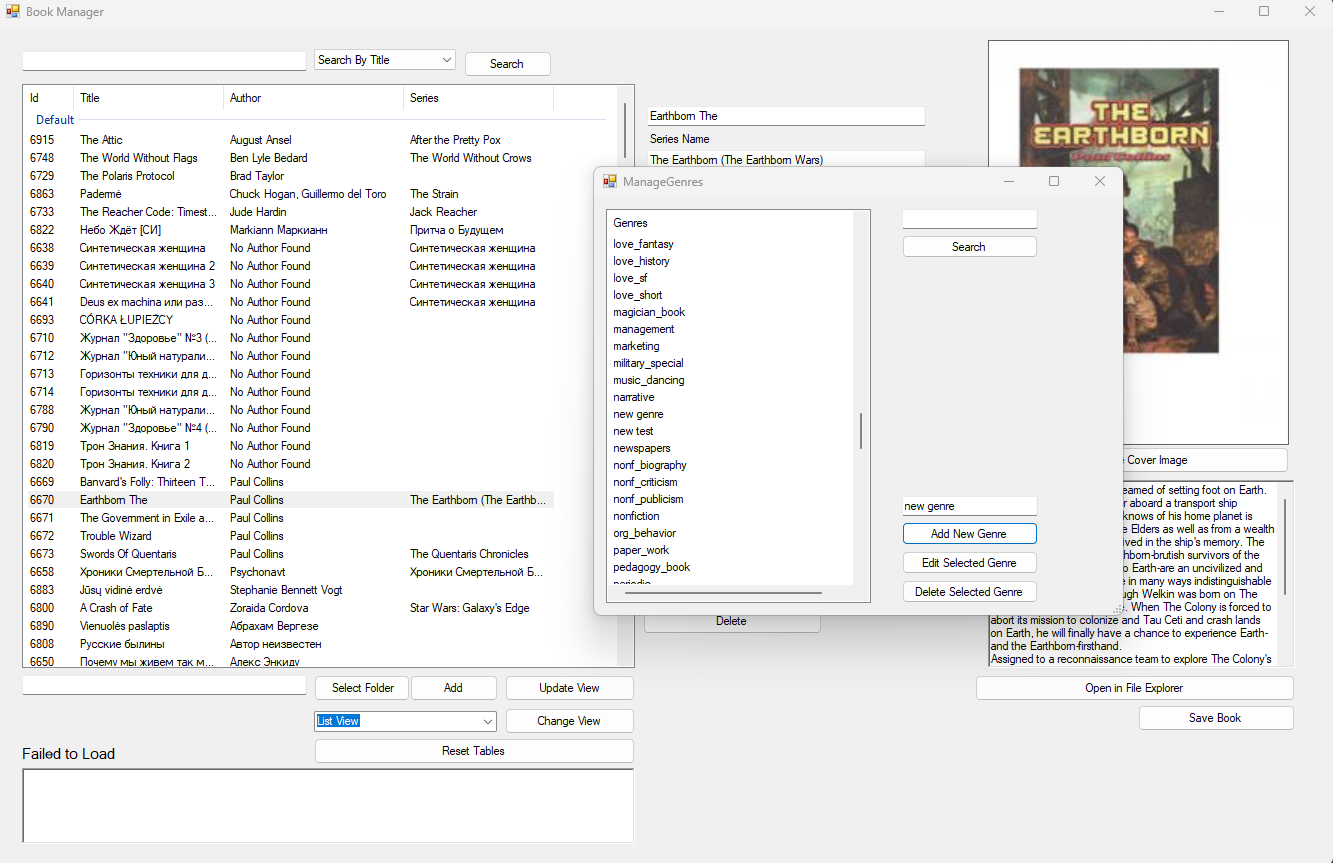 Book Manager
Search By Title
Search
Id Title Author Series
Default
6915 The Attic August Ansel After the Pretty Pox
6748 The World Without Flags Ben Lyle Bedard The World Without Crows
6729 The Polaris Protocol Brad Taylor
6863 Padermė Chuck Hogan, Guillermo del Toro The Strain
6733 The Reacher Code: Timest... Jude Hardin Jack Reacher
6822 Небо Ждёт [СИ] Markiann Маркианн Притча о Будущем
6638 Синтетическая женщина No Author Found Синтетическая женщина
6639 Синтетическая женщина 2 No Author Found Синтетическая женщина
6640 Синтетическая женщина 3 No Author Found Синтетическая женщина
6641 Deus ex machina или раз... No Author Found Синтетическая женщина
6693 CÓRKA ŁUPIEŻCY No Author Found
6710 Журнал "Здоровье" №3 (... No Author Found
6712 Журнал "Юный натурали... No Author Found
6713 Горизонты техники для д... No Author Found
6714 Горизонты техники для д... No Author Found
6788 Журнал "Юный натурали... No Author Found
6790 Журнал "Здоровье" №4 (... No Author Found
6819 Трон Знания. Книга 1 No Author Found
6820 Трон Знания. Книга 2 No Author Found
6669 Banvard's Folly: Thirteen T... Paul Collins
6670 Earthborn The Paul Collins The Earthborn (The Earthb...
6671 The Government in Exile a... Paul Collins
6672 Trouble Wizard Paul Collins
6673 Swords Of Quentaris Paul Collins The Quentaris Chronicles
6658 Хроники Смертельной Б... Psychonavt Хроники Смертельной Б...
6883 Jūsų vidinė erdvė Stephanie Bennett Vogt
6800 A Crash of Fate Zoraida Cordova Star Wars: Galaxy's Edge
6890 Vienuolės paslaptis Абрахам Вергезе
6808 Русские былины Автор неизвестен
6650 Почему мы живем так м... Алекс Энкиду
Select Folder
Add
Update View
List View
Change View
Failed to Load
Reset Tables
Earthborn The
Series Name
The Earthborn (The Earthborn Wars)
Delete
ManageGenres
Genres
love_fantasy
love_history
love_sf
love_short
magician_book
management
marketing
military_special
music_dancing
narrative
new genre
new test
newspapers
nonf_biography
nonf_criticism
nonf_publicism
nonfiction
org_behavior
paper_work
pedagogy_book
periodic
Search
new genre
Add New Genre
Edit Selected Genre
Delete Selected Genre
THE
EARTHBORN
Paul Collins
Cover Image
eamed of setting foot on Earth.
r aboard a transport ship
knows of his home planet is
e Elders as well as from a wealth
ived in the ship's memory. The
hborn-brutish survivors of the
o Earth-are an uncivilized and
e in many ways indistinguishable
ugh Welkin was born on The
. When The Colony is forced to
abort its mission to colonize and Tau Ceti and crash lands
on Earth, he will finally have a chance to experience Earth-
and the Earthborn-firsthand.
Assigned to a reconnaissance team to explore The Colony's
Open in File Explorer
Save Book